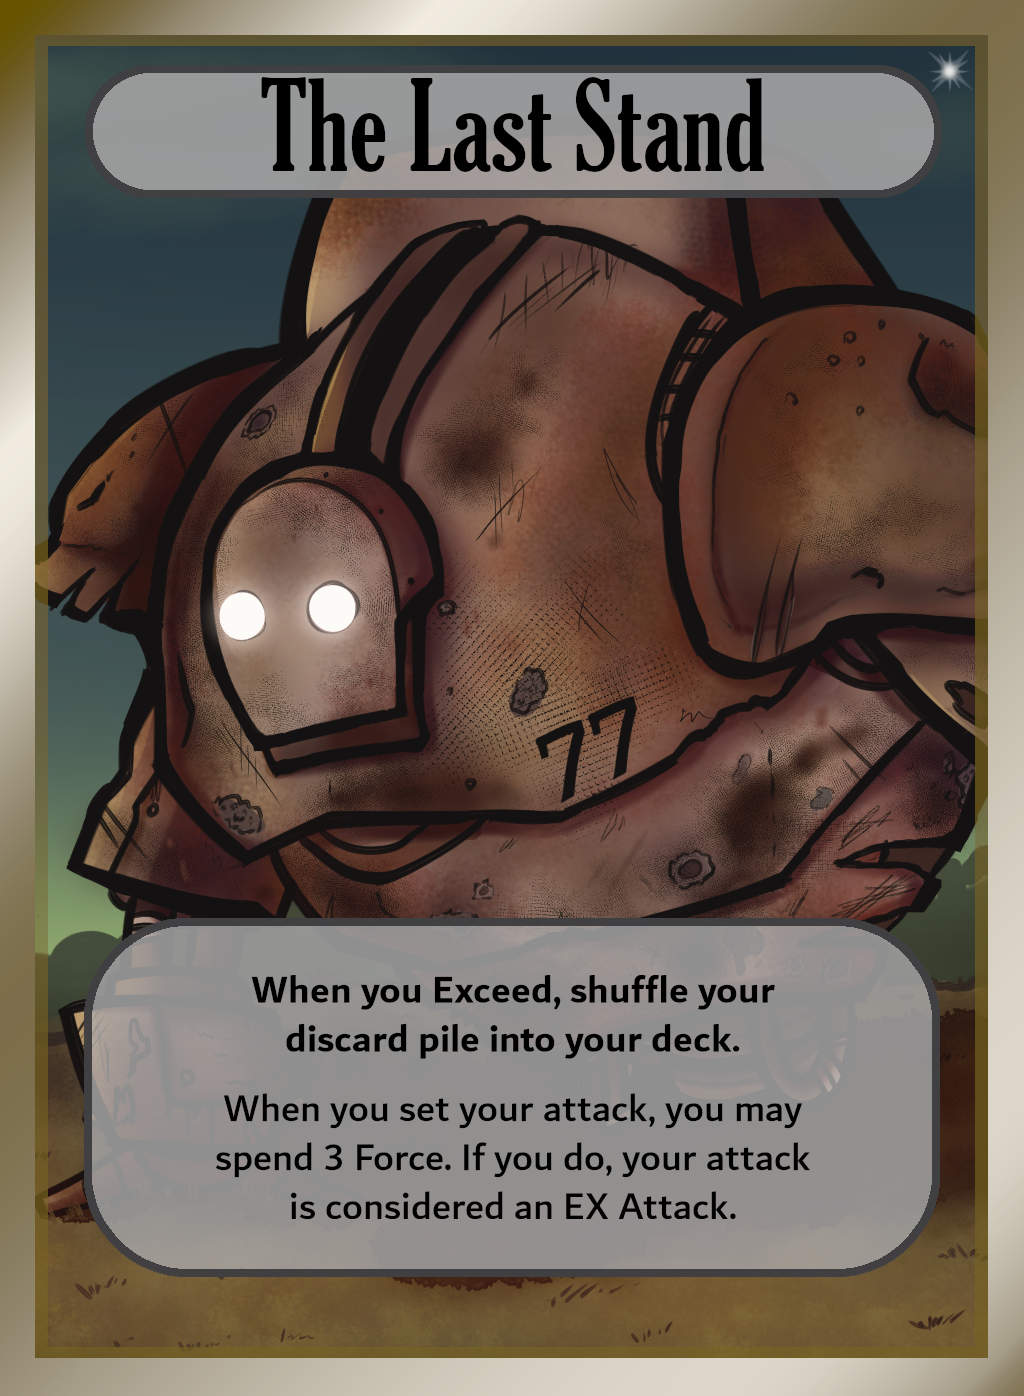 The Last Stand
77
When you Exceed, shuffle your
discard pile into your deck.
When you set your attack, you may
spend 3 Force. If you do, your attack
is considered an EX Attack.